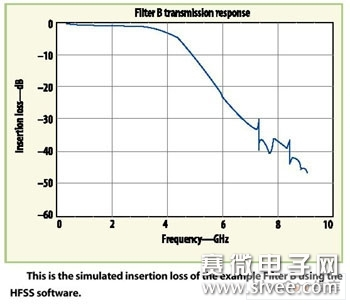 Filter B transmission response
0
–10
–20
–30
–40
–50
–60
Insertion loss—dB
0 2 4 6 8 10
Frequency—GHz
This is the simulated insertion loss of the example Filter B using the
HFSS software.
赛微电子网
www.srvee.com